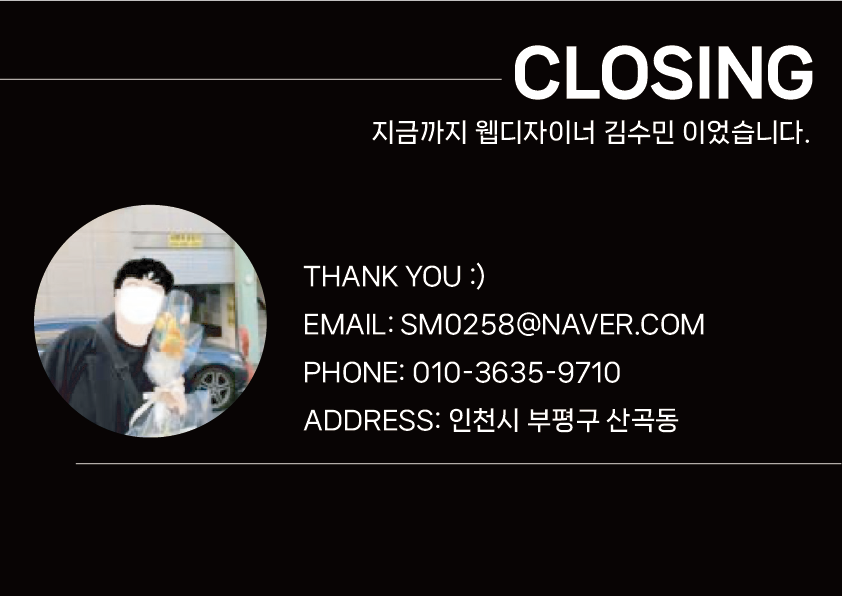 CLOSING
지금까지 웹디자이너 김수민 이었습니다.
THANK YOU :)
EMAIL: SM0258@NAVER.COM
PHONE: 010-3635-9710
ADDRESS: 인천시 부평구 산곡동